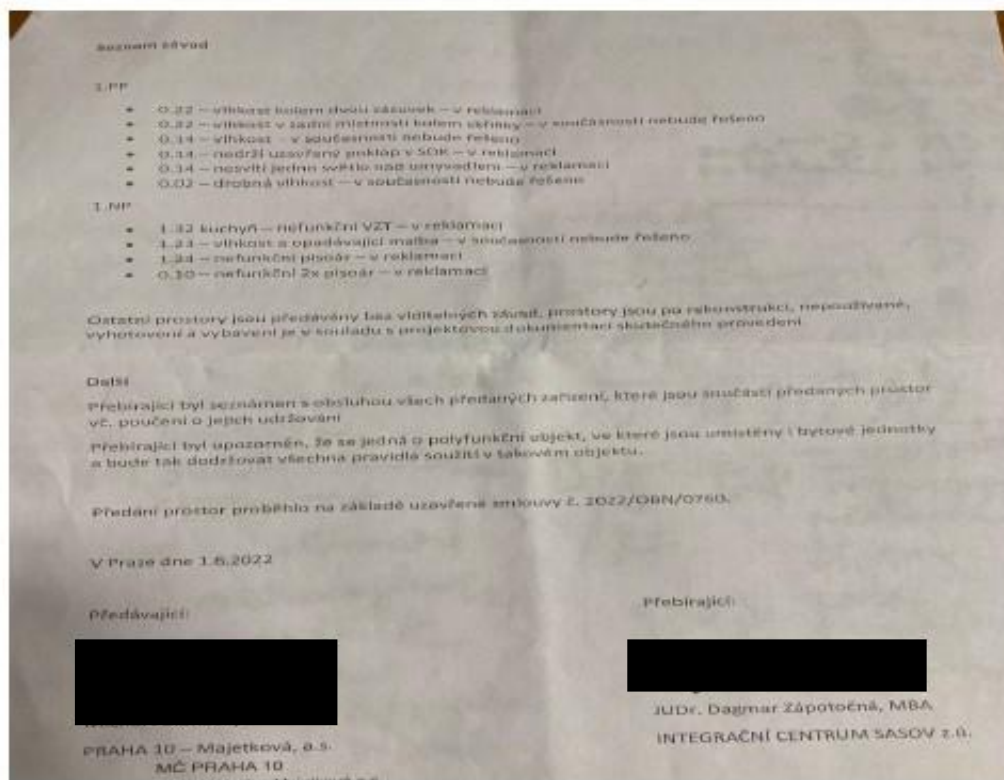 Seznam závad
1.PP
• 0.22 – vlhkost kolem dvou zásuvek – v reklamaci
• 0.22 – vlhkost v zadní místnosti kolem skříňky – v současnosti nebude řešeno
• 0.14 – vlhkost – v současnosti nebude řešeno
• 0.14 – nedrží uzavřený poklop v SDK – v reklamaci
• 0.14 – nesvítí jedno světlo nad umyvadlem – v reklamaci
• 0.02 – drobná vlhkost – v současnosti nebude řešeno
1.NP
• 1.32 kuchyň – nefunkční VZT – v reklamaci
• 1.23 – vlhkost a opadávající malba – v současnosti nebude řešeno
• 1.24 – nefunkční pisoár – v reklamaci
• 0.10 – nefunkční 2x pisoár – v reklamaci
Ostatní prostory jsou předávány bez viditelných závad, prostory jsou po rekonstrukci, nepoužívané,
vyhotovení a vybavení je v souladu s projektovou dokumentací skutečného provedení
Další
Přebírající byl seznámen s obsluhou všech předaných zařízení, které jsou součástí předaných prostor
vč. poučení o jejich udržování
Přebírající byl upozorněn, že se jedná o polyfunkční objekt, ve které jsou umístěny i bytové jednotky
a bude tak dodržovat všechna pravidla soužití v takovém objektu.
Předání prostor proběhlo na základě uzavřené smlouvy č. 2022/OBN/0760.
V Praze dne 1.6.2022
Předávající:
Přebírající:
JUDr. Dagmar Zápotočná, MBA
INTEGRAČNÍ CENTRUM SASOV z.ú.
PRAHA 10 – Majetková, a.s.
MČ PRAHA 10